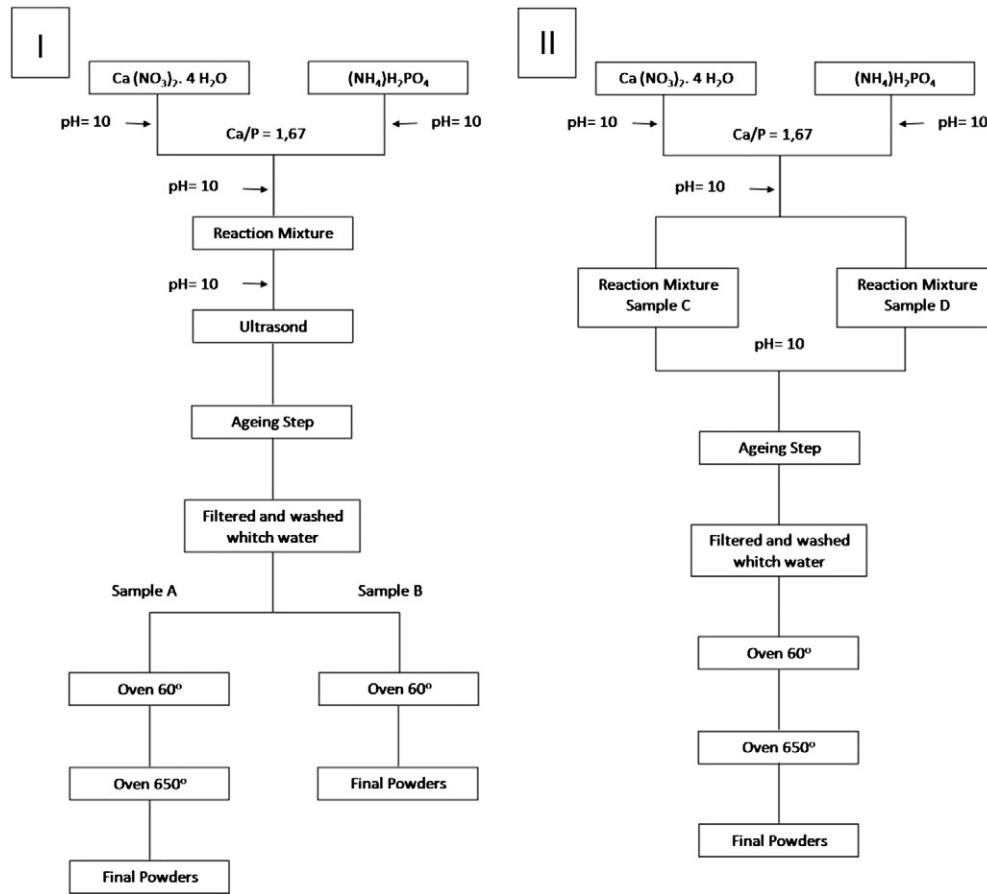 I
Ca (NO₃)₂. 4 H₂O
(NH₄)H₂PO₄
pH= 10
pH= 10
Ca/P = 1,67
pH= 10
Reaction Mixture
pH= 10
Ultrasond
Ageing Step
Filtered and washed
whitch water
Sample A
Sample B
Oven 60º
Oven 60º
Oven 650º
Final Powders
Final Powders
II
Ca (NO₃)₂. 4 H₂O
(NH₄)H₂PO₄
pH= 10
pH= 10
Ca/P = 1,67
pH= 10
Reaction Mixture
Sample C
Reaction Mixture
Sample D
pH= 10
Ageing Step
Filtered and washed
whitch water
Oven 60º
Oven 650º
Final Powders